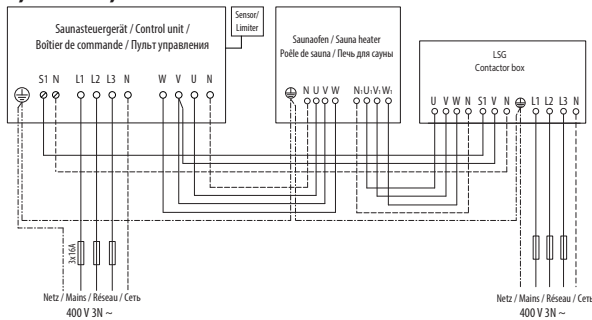 Saunasteuergerät / Control unit /
Boîtier de commande / Пульт управления
Sensor/
Limiter
Saunaofen / Sauna heater
Poêle de sauna / Печь для сауны
LSG
Contactor box
S1 N L1 L2 L3 N W V U N
N U V W N1 U1 V1 W1
U V W N S1 V N L1 L2 L3 N
3x16A
Netz / Mains / Réseau / Сеть
400 V 3N ~
Netz / Mains / Réseau / Сеть
400 V 3N ~